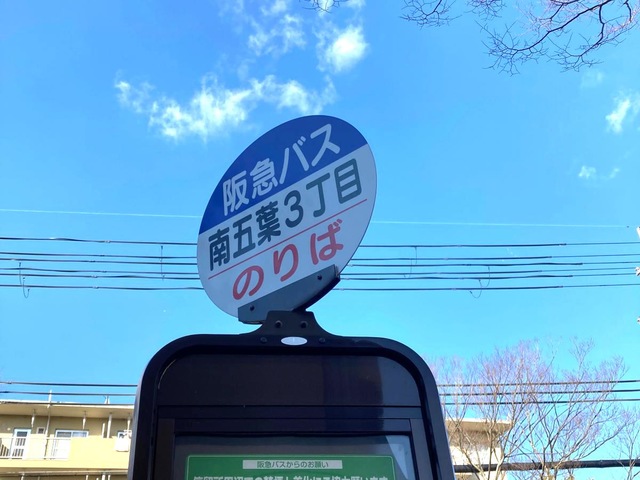 阪急バス
南五葉3丁目
のりば
阪急バスからのお願い